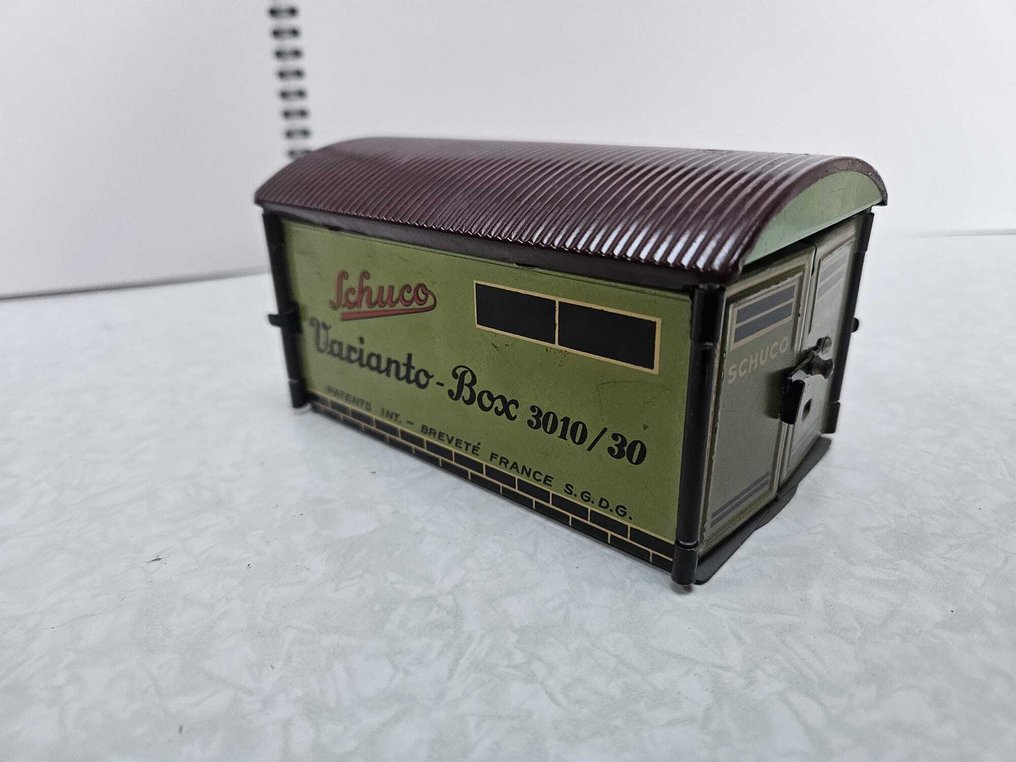 Schuco
Varianto-Box 3010/30
PATENTS INT. – BREVETÉ FRANCE S.G.D.G.
SCHUCO